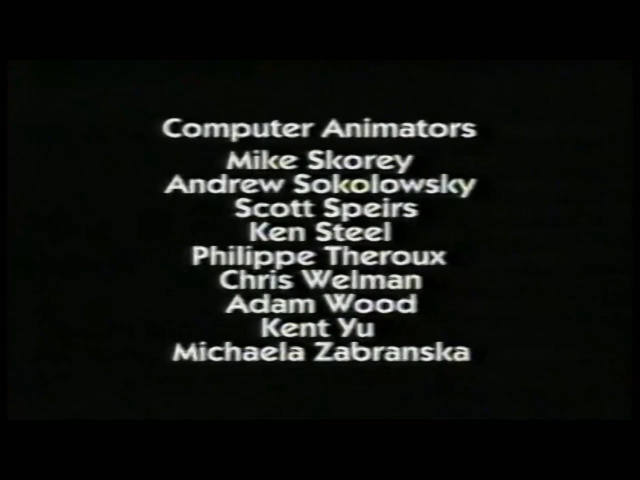 Computer Animators
Mike Skorey
Andrew Sokolowsky
Scott Speirs
Ken Steel
Philippe Theroux
Chris Welman
Adam Wood
Kent Yu
Michaela Zabranska